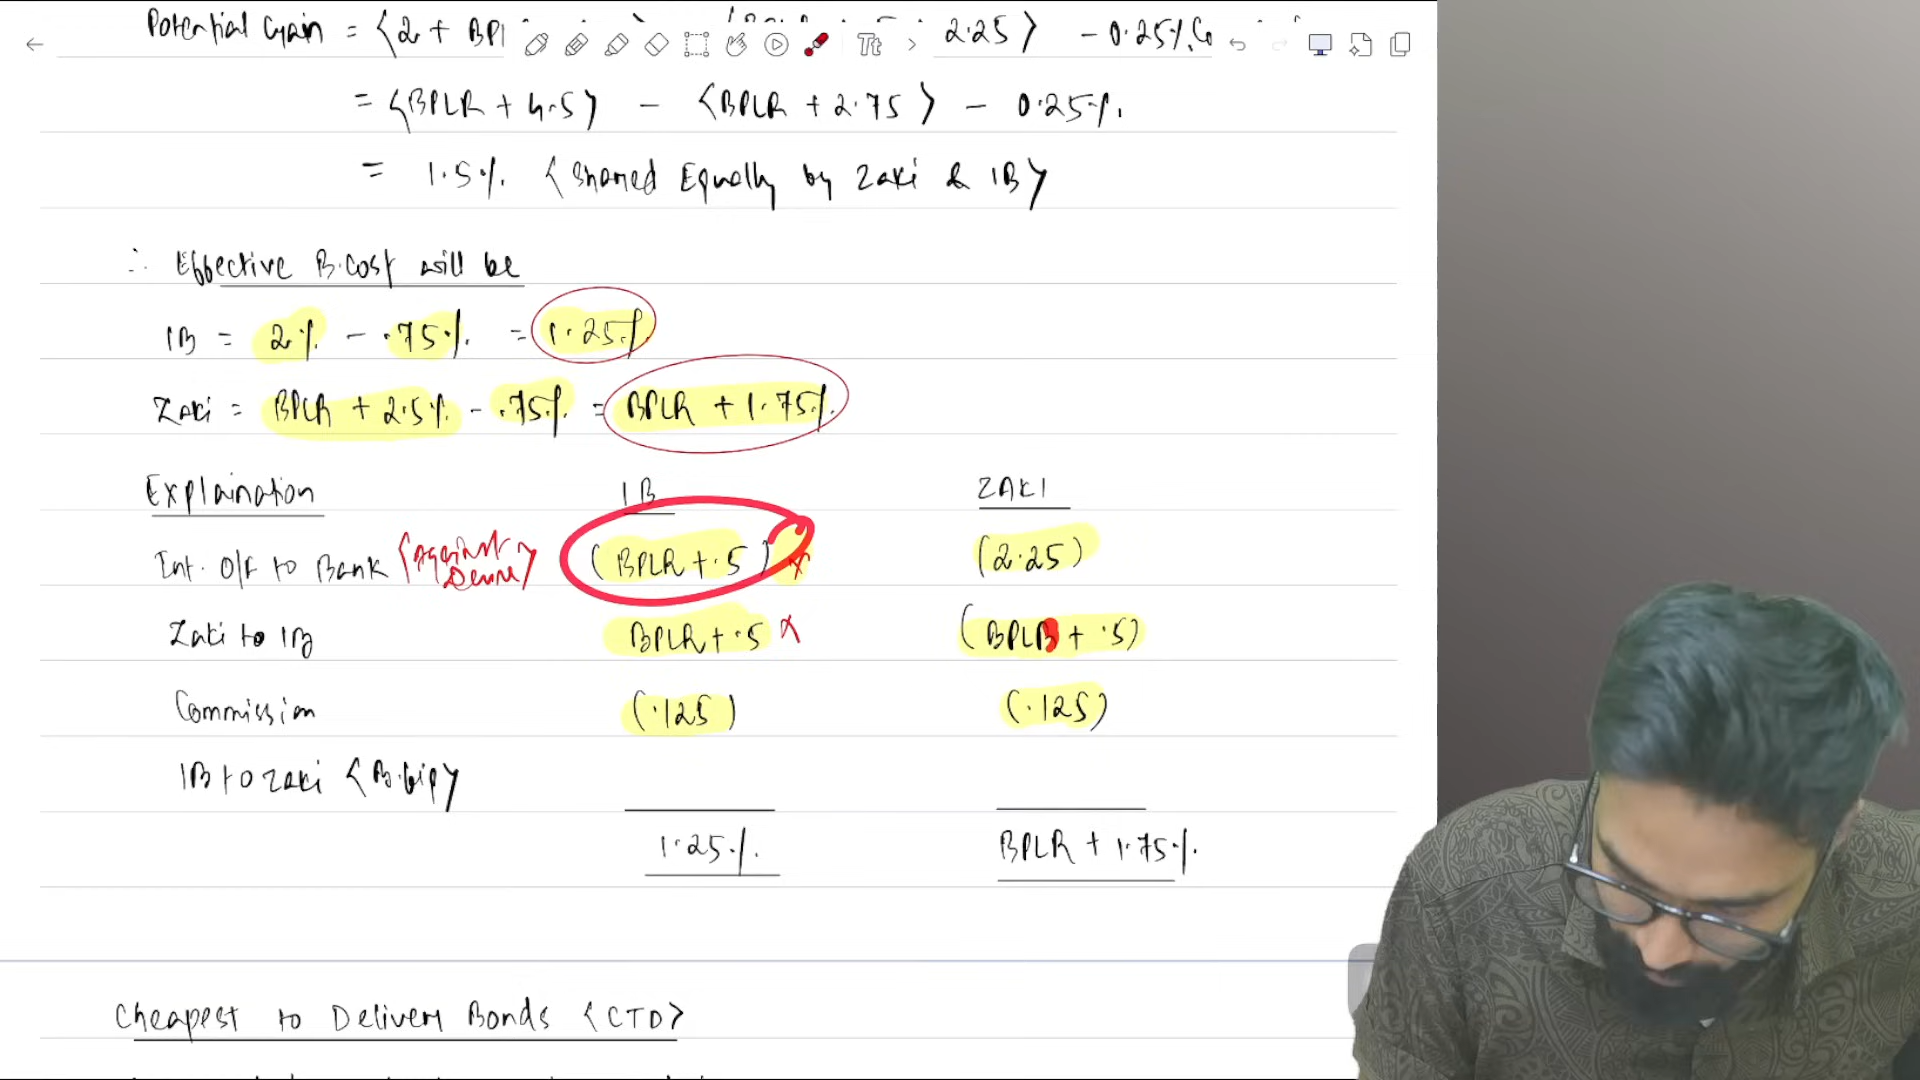 Potential Gain = <2 + BPL 2.25> - 0.25% Co
= <BPLR + 4.5> - <BPLR + 2.75> - 0.25%
= 1.5% <Shared Equally by Zaki & IB>
∴ Effective B.Cost will be
IB = 2% - .75% = 1.25%
Zaki = BPLR + 2.5% - .75% = BPLR + 1.75%
Explaination IB ZAKI
Int. O/F to Bank (BPLR + .5) x (2.25)
Zaki to IB BPLR + .5 x (BPLR + .5)
Commission (.125) (.125)
IB to Zaki
1.25% BPLR + 1.75%
Cheapest to Deliver Bonds <CTD>